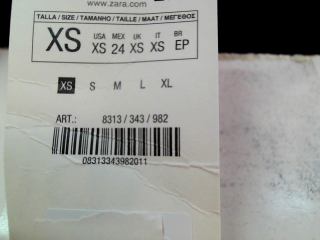 www.zara.com
TALLA / SIZE / TAMANHO / TAILLE / MAAT / ΜΕΓΕΘΟΣ
XS USA XS MEX 24 UK XS IT XS BR EP
XS S M L XL
ART.: 8313 / 343 / 982
08313343982011